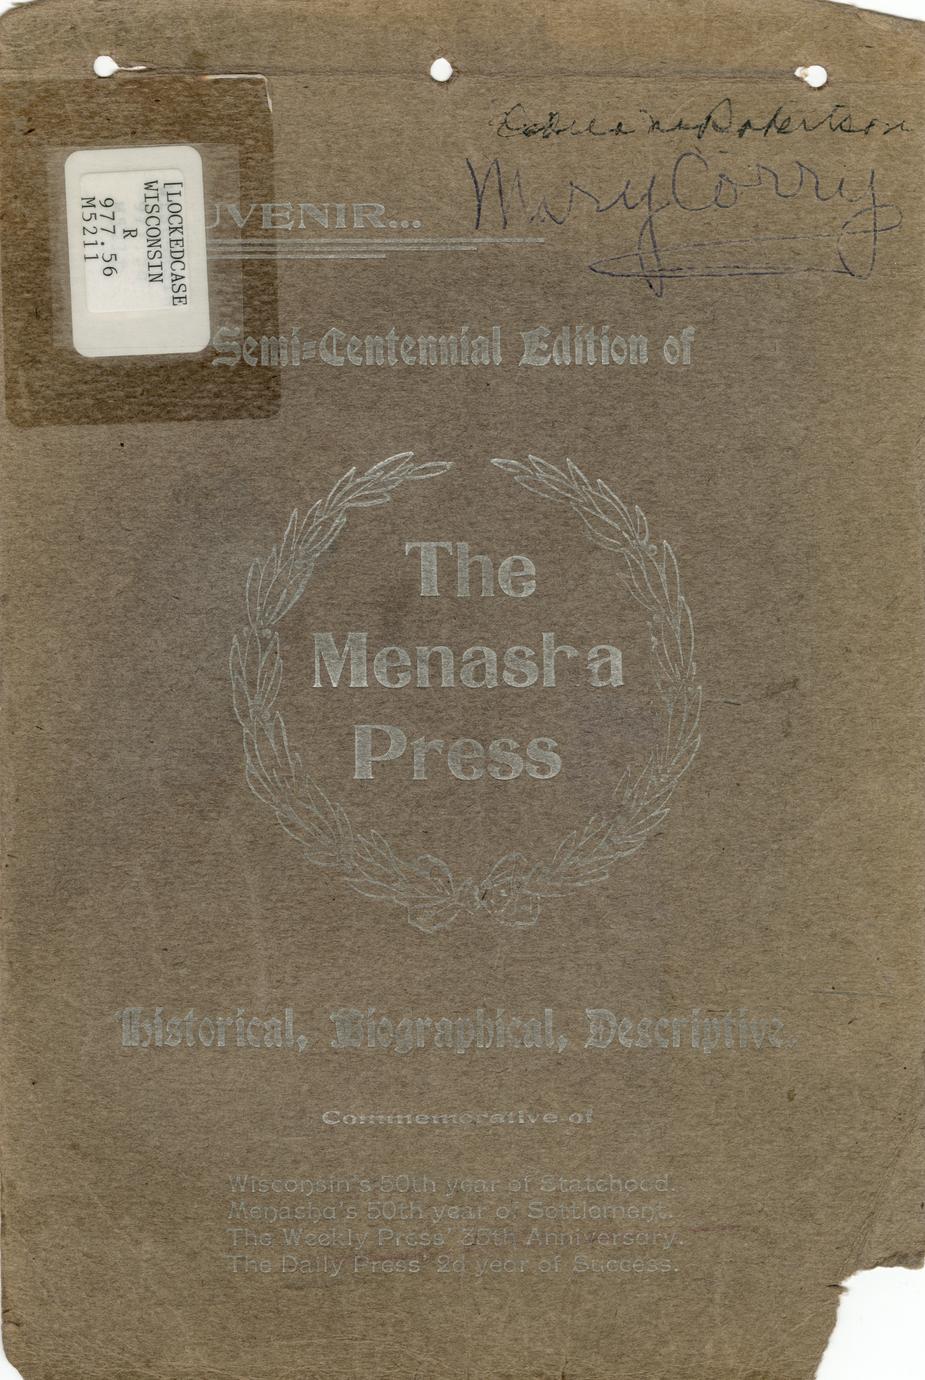 Robertson
Mary Corry
[LOCKEDCASE
WISCONSIN
R
977.56
M5211
UVENIR...
Semi-Centennial Edition of
The
Menasha
Press
Historical, Biographical, Descriptive.
Commemorative of
Wisconsin's 50th year of Statehood.
Menasha's 50th year of Settlement.
The Weekly Press' 35th Anniversary.
The Daily Press' 2d year of Success.